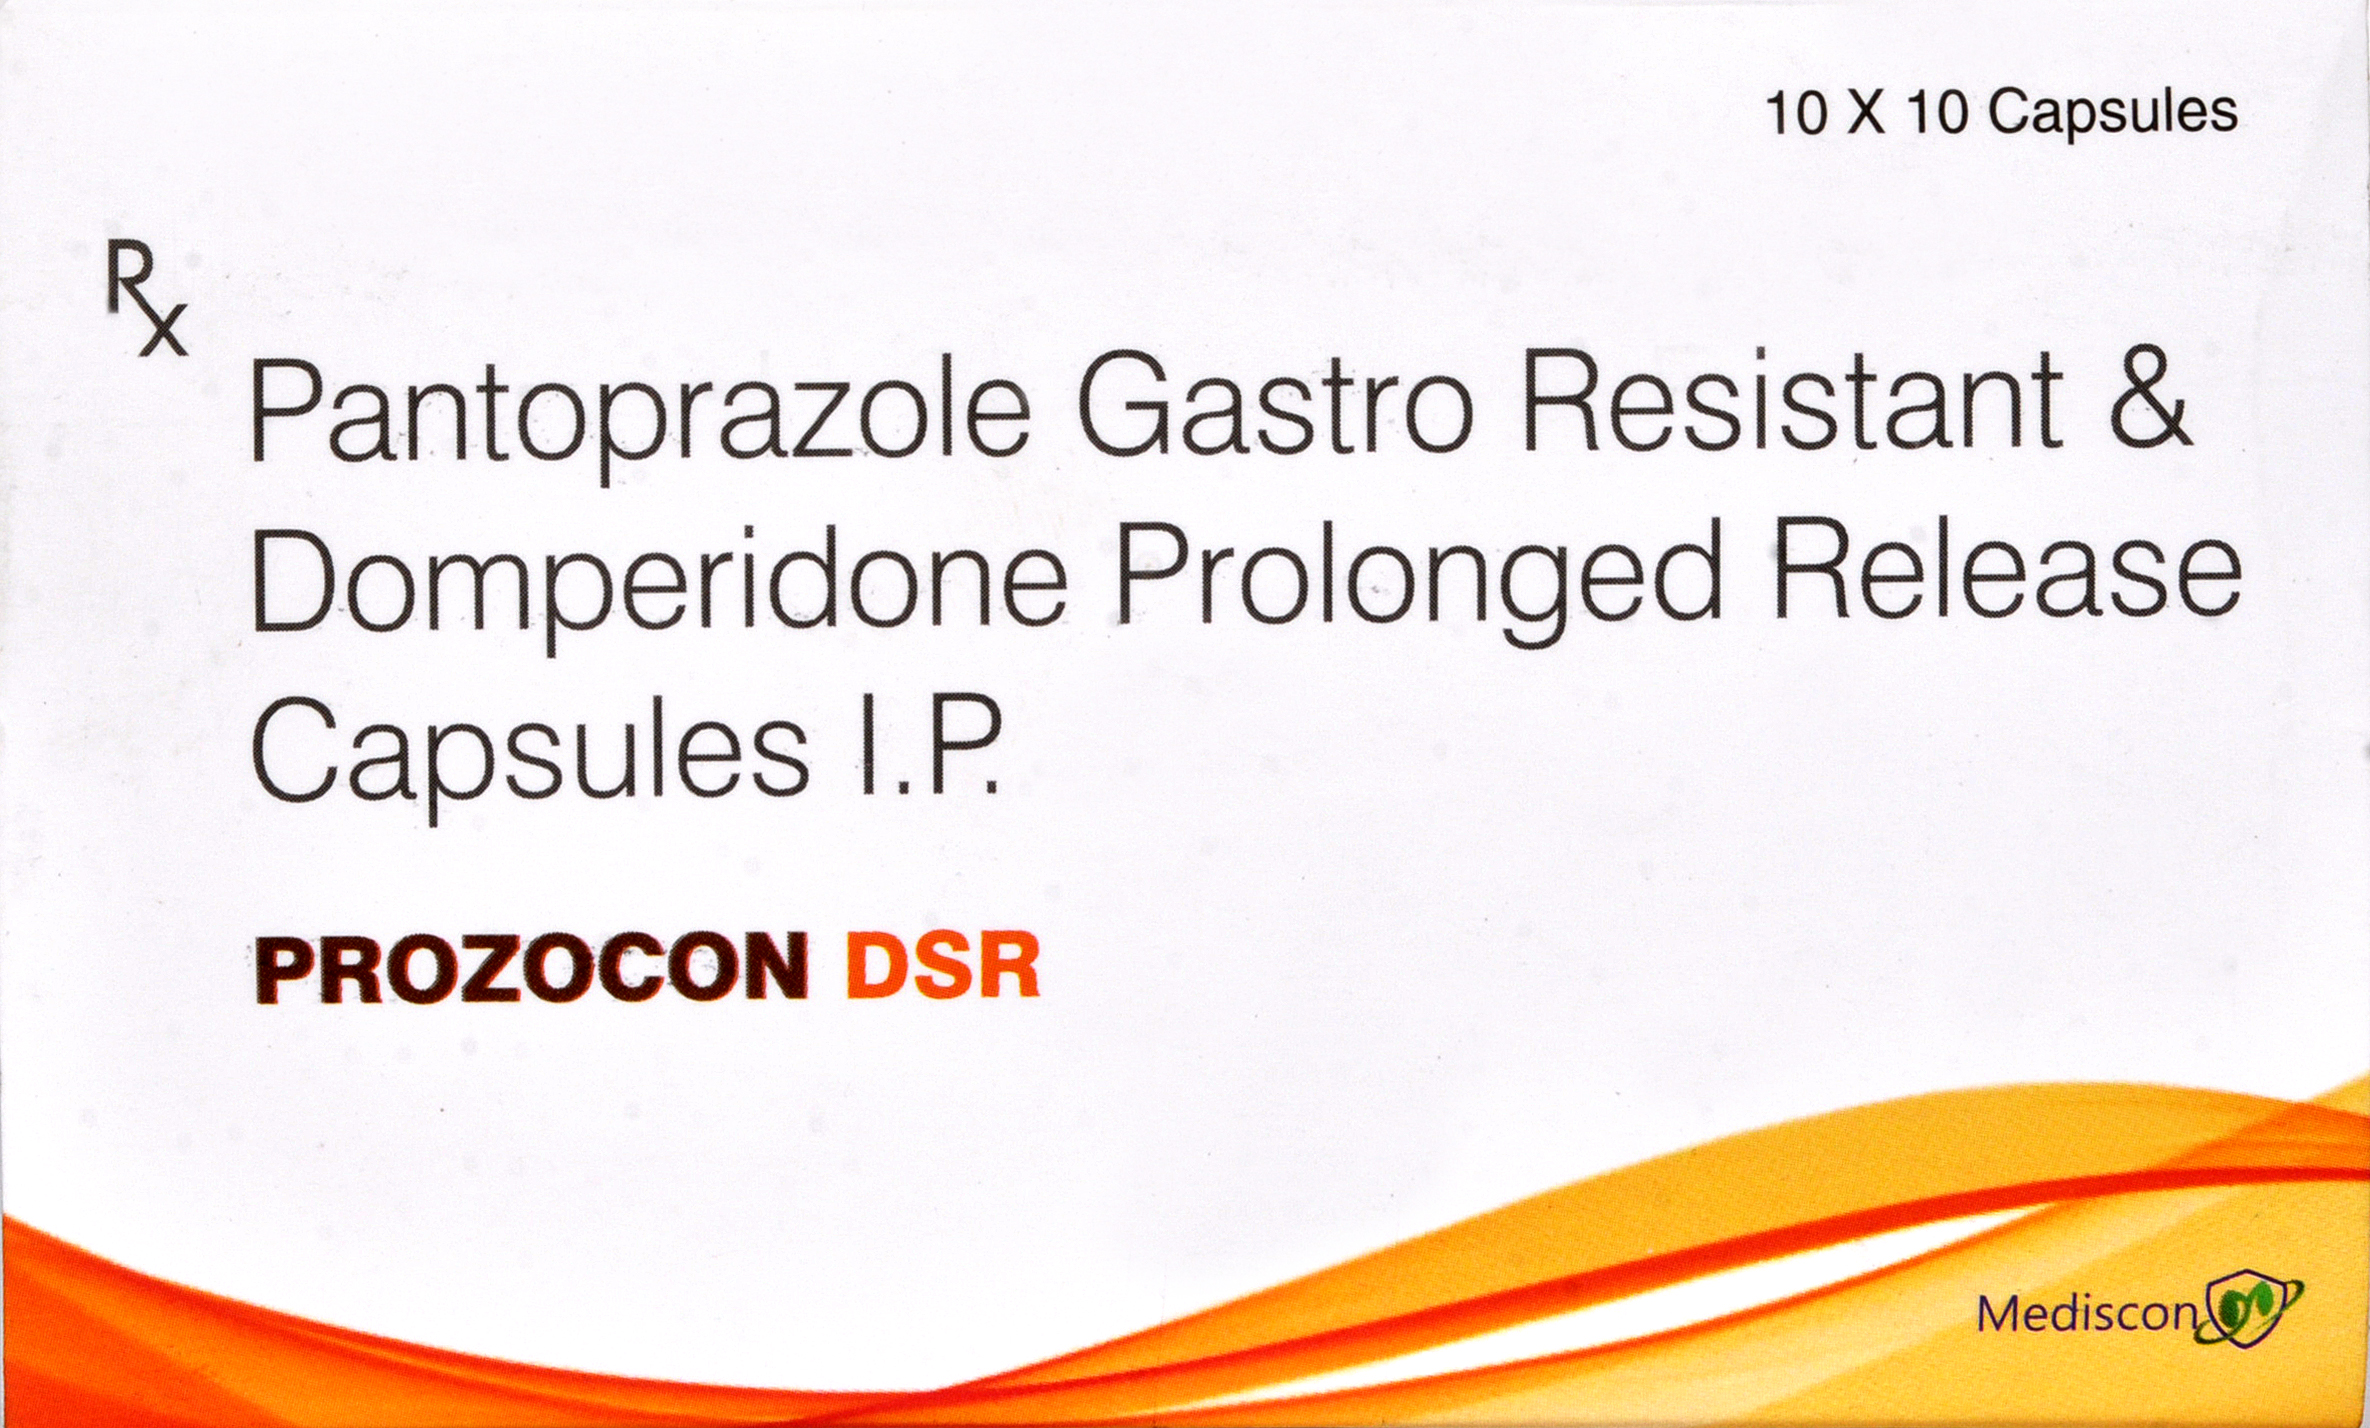 10 X 10 Capsules
Rx
Pantoprazole Gastro Resistant &
Domperidone Prolonged Release
Capsules I.P.
PROZOCON DSR
Mediscon